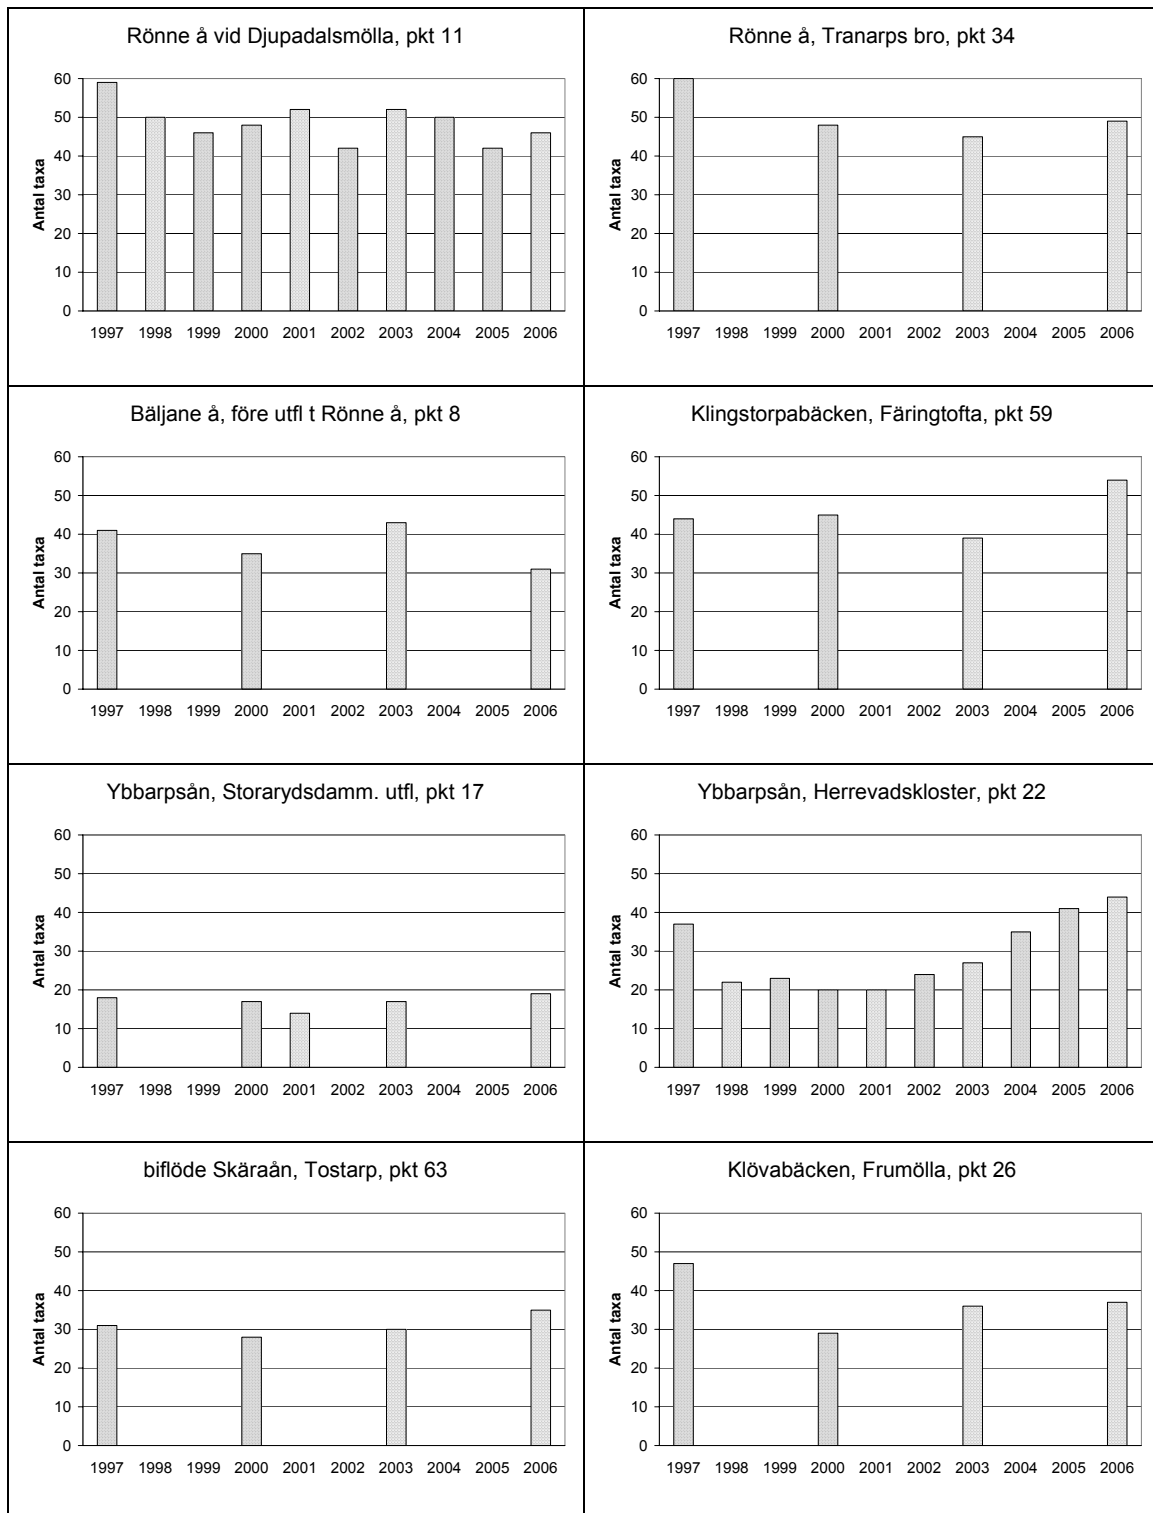 Rönne å vid Djupadalsmölla, pkt 11
Antal taxa
60
50
40
30
20
10
0
1997 1998 1999 2000 2001 2002 2003 2004 2005 2006
Rönne å, Tranarps bro, pkt 34
Antal taxa
60
50
40
30
20
10
0
1997 1998 1999 2000 2001 2002 2003 2004 2005 2006
Bäljane å, före utfl t Rönne å, pkt 8
Antal taxa
60
50
40
30
20
10
0
1997 1998 1999 2000 2001 2002 2003 2004 2005 2006
Klingstorpabäcken, Färingtofta, pkt 59
Antal taxa
60
50
40
30
20
10
0
1997 1998 1999 2000 2001 2002 2003 2004 2005 2006
Ybbarpsån, Storarydsdamm. utfl, pkt 17
Antal taxa
60
50
40
30
20
10
0
1997 1998 1999 2000 2001 2002 2003 2004 2005 2006
Ybbarpsån, Herrevadskloster, pkt 22
Antal taxa
60
50
40
30
20
10
0
1997 1998 1999 2000 2001 2002 2003 2004 2005 2006
biflöde Skäraån, Tostarp, pkt 63
Antal taxa
60
50
40
30
20
10
0
1997 1998 1999 2000 2001 2002 2003 2004 2005 2006
Klövabäcken, Frumölla, pkt 26
Antal taxa
60
50
40
30
20
10
0
1997 1998 1999 2000 2001 2002 2003 2004 2005 2006